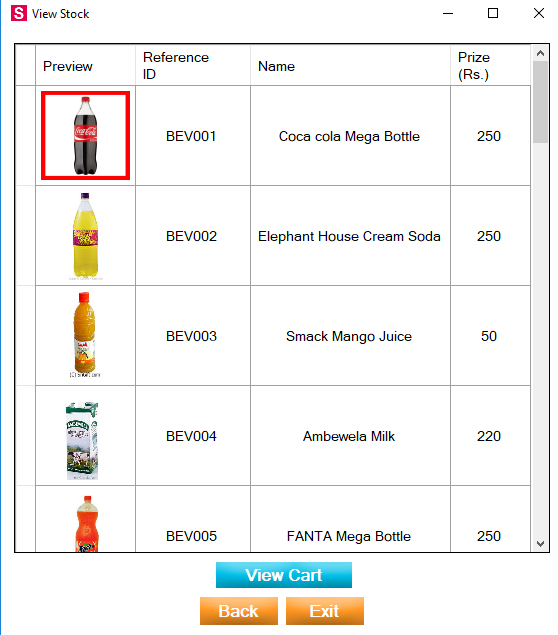 S View Stock
Preview Reference ID Name Prize (Rs.)
Coca-Cola
BEV001 Coca cola Mega Bottle 250
BEV002 Elephant House Cream Soda 250
BEV003 Smack Mango Juice 50
BEV004 Ambewela Milk 220
BEV005 FANTA Mega Bottle 250
View Cart
Back Exit